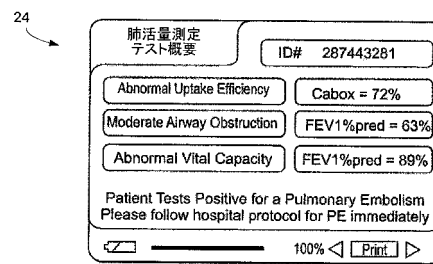 24
肺活量測定
テスト概要
ID# 287443281
Abnormal Uptake Efficiency
Cabox = 72%
Moderate Airway Obstruction
FEV1%pred = 63%
Abnormal Vital Capacity
FEV1%pred = 89%
Patient Tests Positive for a Pulmonary Embolism
Please follow hospital protocol for PE immediately
100% Print